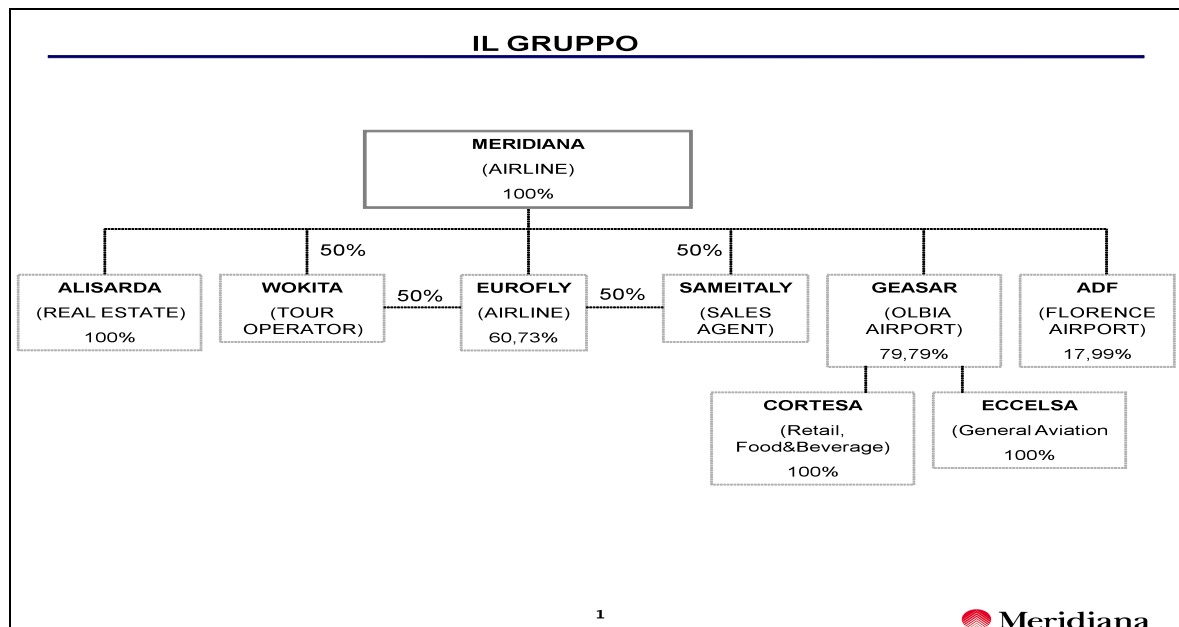 IL GRUPPO
MERIDIANA
(AIRLINE)
100%
50%
50%
ALISARDA
(REAL ESTATE)
100%
WOKITA
(TOUR
OPERATOR)
50%
EUROFLY
(AIRLINE)
60,73%
50%
SAMEITALY
(SALES
AGENT)
GEASAR
(OLBIA
AIRPORT)
79,79%
ADF
(FLORENCE
AIRPORT)
17,99%
CORTESA
(Retail,
Food&Beverage)
100%
ECCELSA
(General Aviation
100%
1
Meridiana